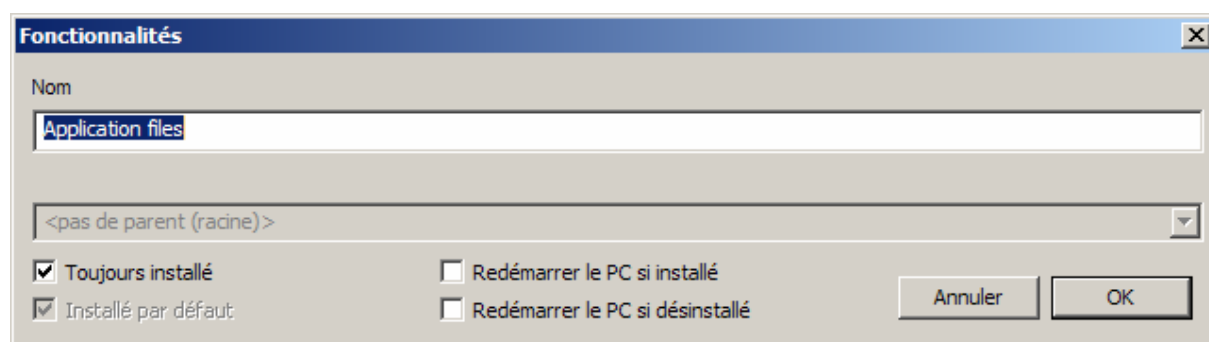 Fonctionnalités
Nom
Application files
<pas de parent (racine)>
Toujours installé
Redémarrer le PC si installé
Installé par défaut
Redémarrer le PC si désinstallé
Annuler
OK